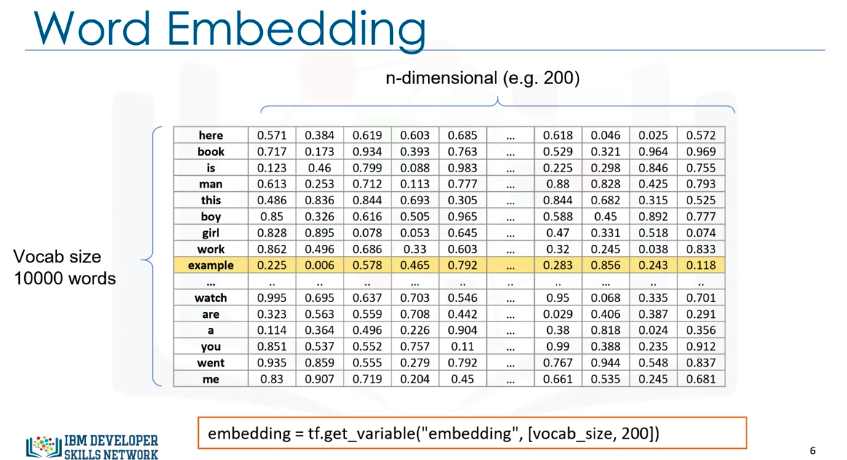 Word Embedding
n-dimensional (e.g. 200)
here 0.571 0.384 0.619 0.603 0.685 ... 0.618 0.046 0.025 0.572
book 0.717 0.173 0.934 0.393 0.763 ... 0.529 0.321 0.964 0.969
is 0.123 0.46 0.799 0.088 0.983 ... 0.225 0.298 0.846 0.755
man 0.613 0.253 0.712 0.113 0.777 ... 0.88 0.828 0.425 0.793
this 0.486 0.836 0.844 0.693 0.305 ... 0.844 0.682 0.315 0.525
boy 0.85 0.326 0.616 0.505 0.965 ... 0.588 0.45 0.892 0.777
girl 0.828 0.895 0.078 0.053 0.645 ... 0.47 0.331 0.518 0.074
work 0.862 0.496 0.686 0.33 0.603 ... 0.32 0.245 0.038 0.833
Vocab size
10000 words
example 0.225 0.006 0.578 0.465 0.792 ... 0.283 0.856 0.243 0.118
... .. .. .. ... .. .. .. ... .. ..
watch 0.995 0.695 0.637 0.703 0.546 ... 0.95 0.068 0.335 0.701
are 0.323 0.563 0.559 0.708 0.442 ... 0.029 0.406 0.387 0.291
a 0.114 0.364 0.496 0.226 0.904 ... 0.38 0.818 0.024 0.356
you 0.851 0.537 0.552 0.757 0.11 ... 0.99 0.388 0.235 0.912
went 0.935 0.859 0.555 0.279 0.792 ... 0.767 0.944 0.548 0.837
me 0.83 0.907 0.719 0.204 0.45 ... 0.661 0.535 0.245 0.681
embedding = tf.get_variable("embedding", [vocab_size, 200])
IBM DEVELOPER
SKILLS NETWORK
6